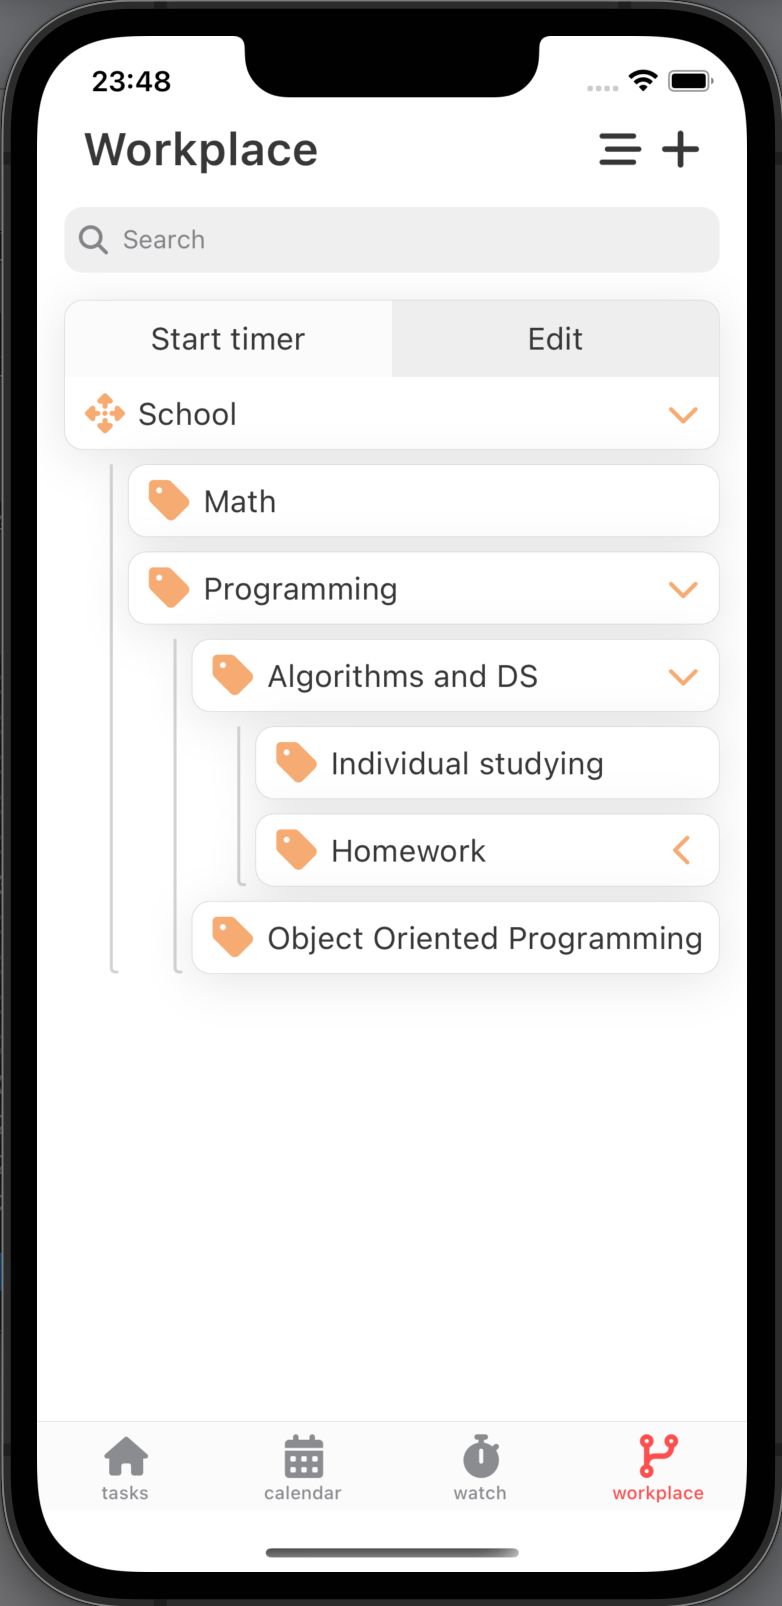 23:48
Workplace
Search
Start timer
Edit
School
Math
Programming
Algorithms and DS
Individual studying
Homework
Object Oriented Programming
tasks
calendar
watch
workplace